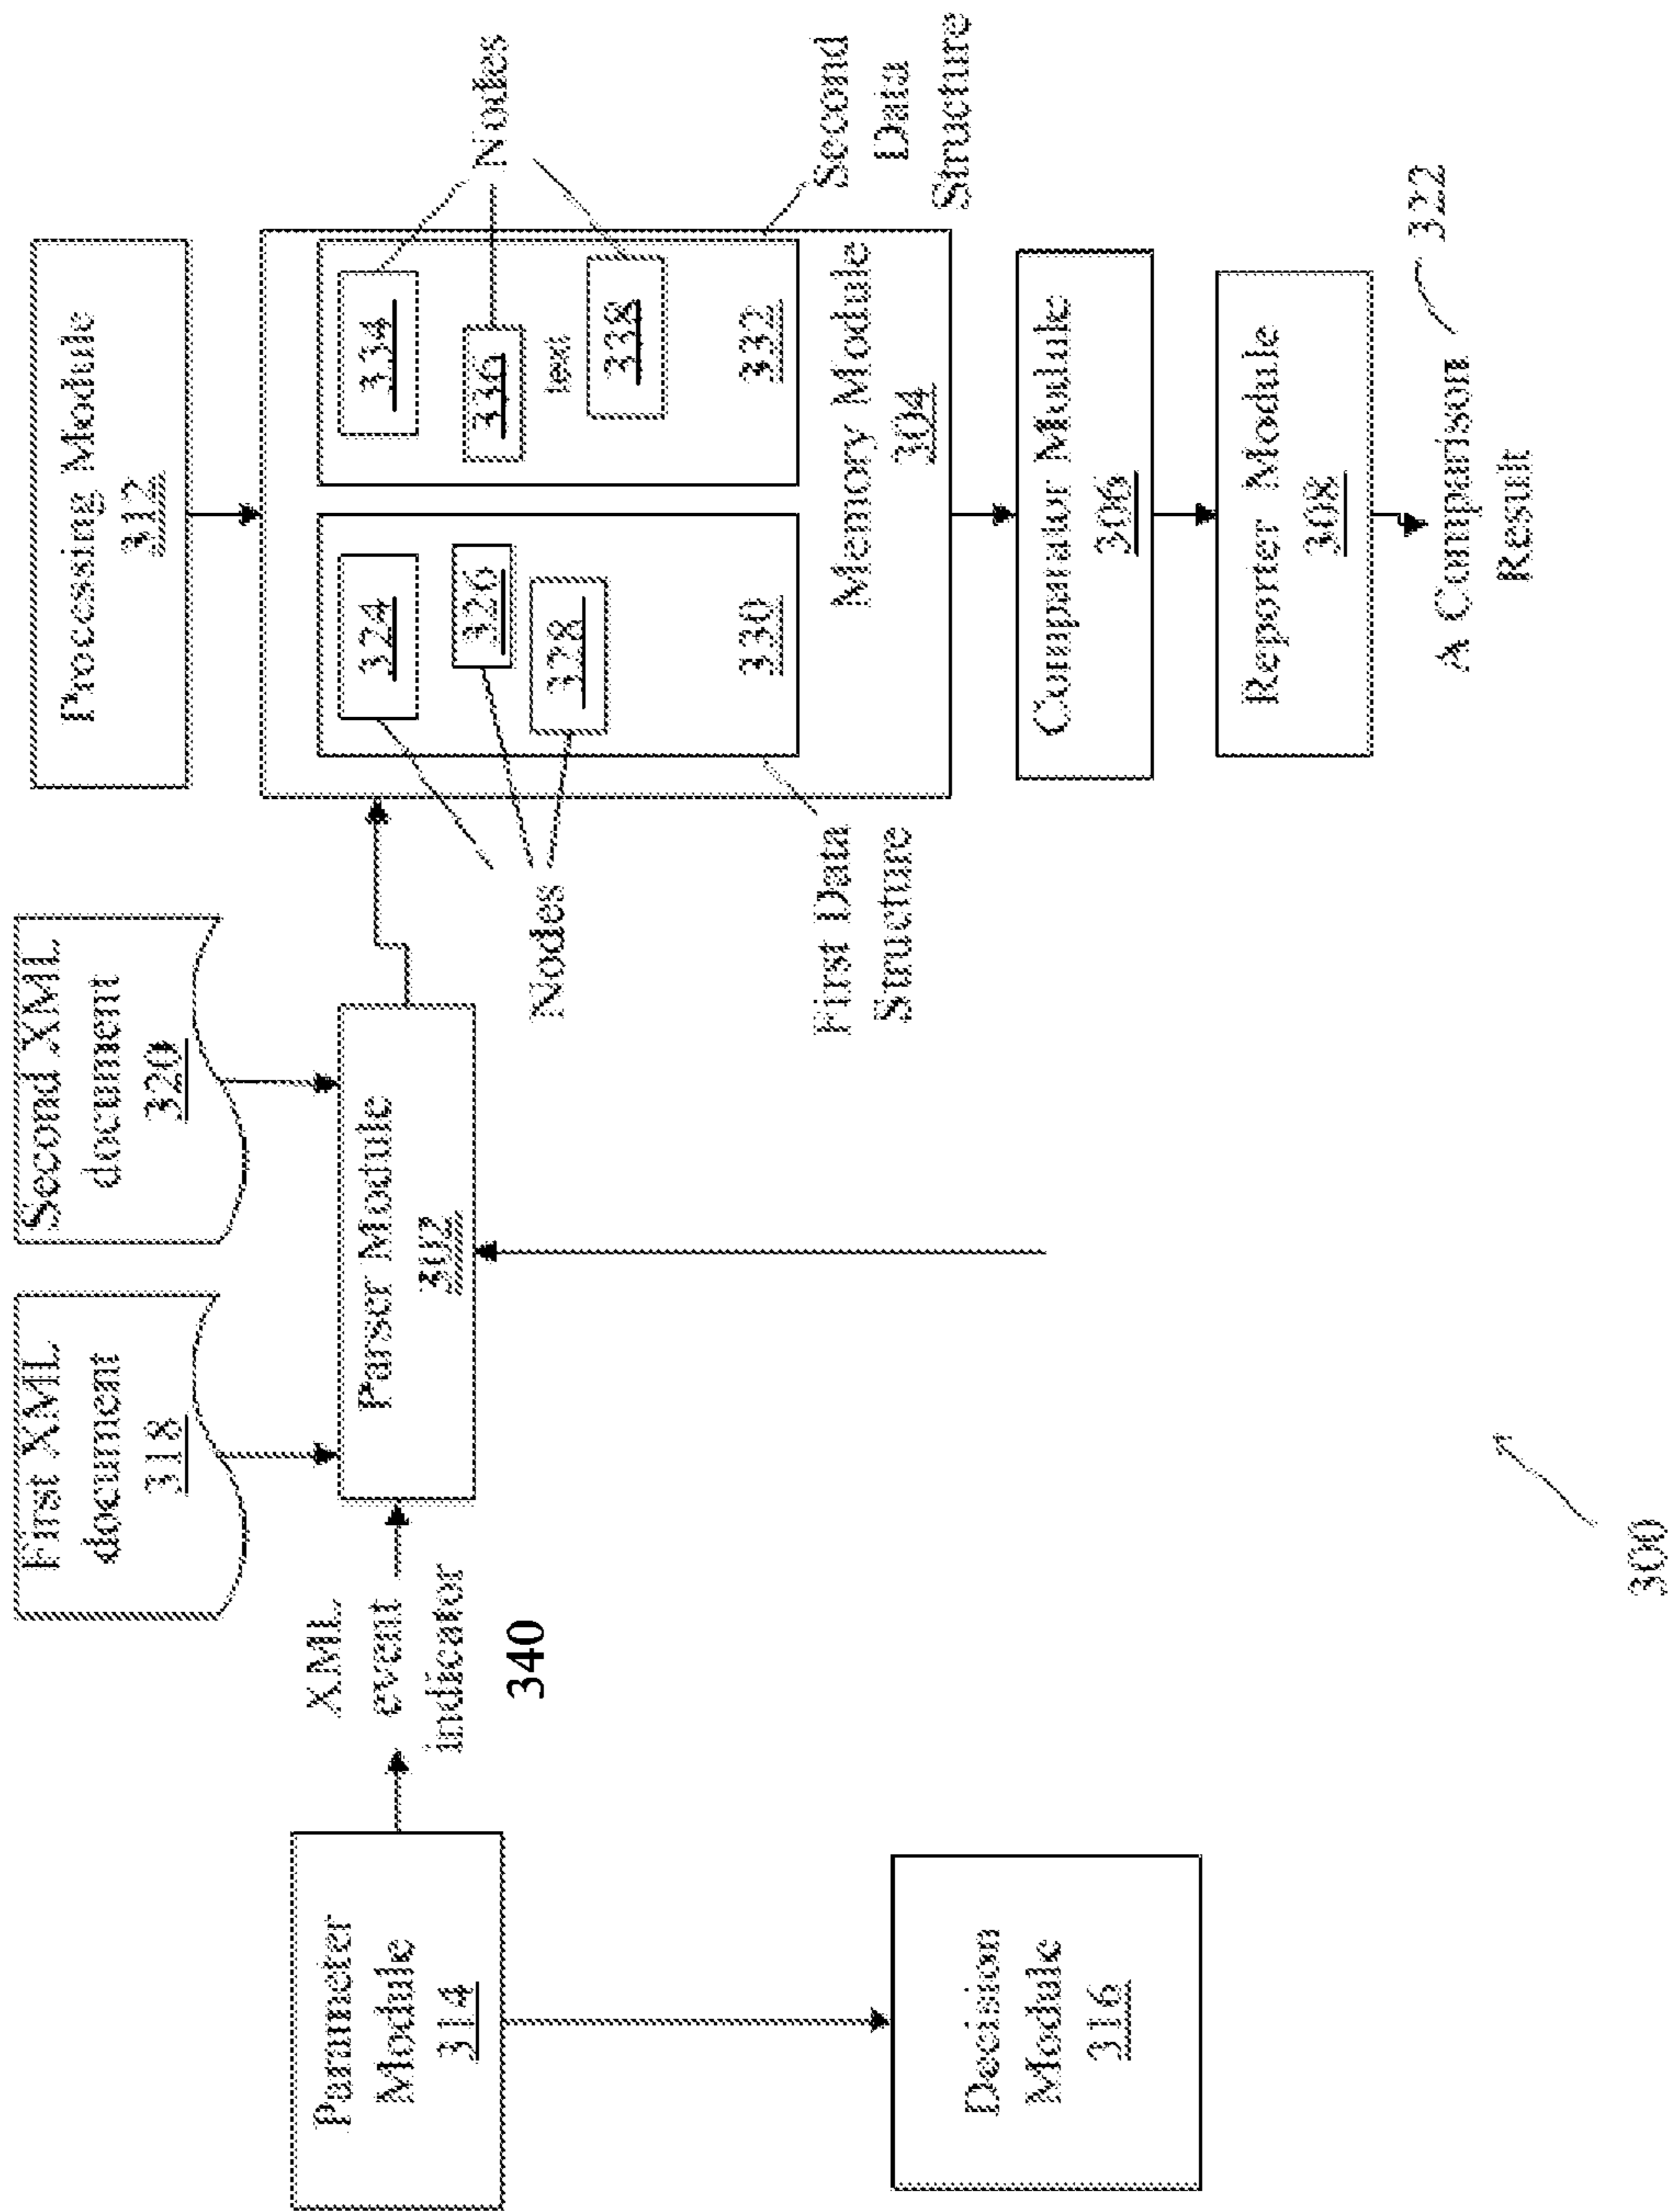 First XML
document
318
Second XML
document
320
Processing Module
312
Parameter
Module
314
XML
event
indicator
340
Parser Module
302
Nodes
324
326
328
330
First Data
Structure
334
336
text
338
332
Nodes
Second Data
Structure
Memory Module
304
Decision
Module
316
Comparator Module
306
Reporter Module
308
A Comparison
Result
322
300